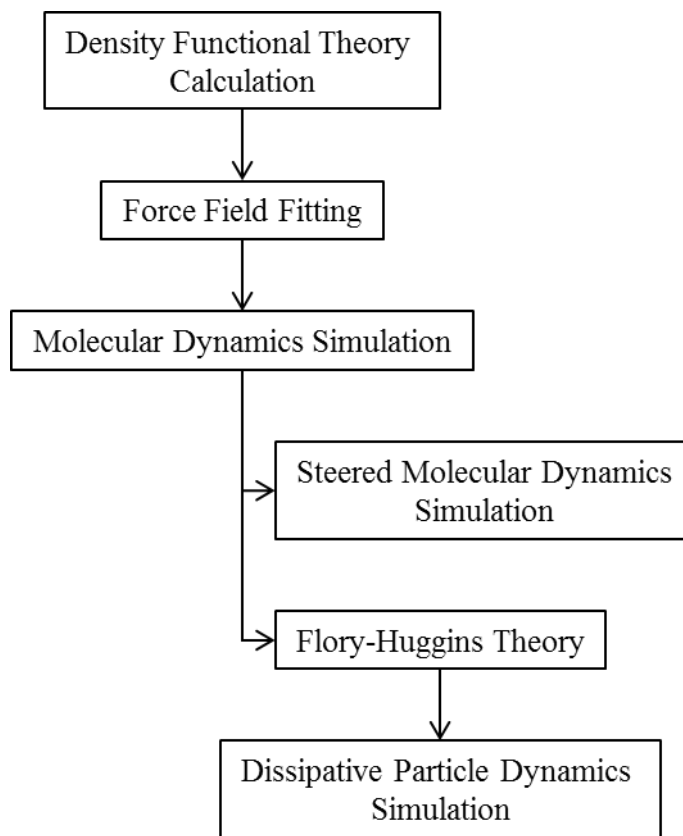 Density Functional Theory
Calculation
Force Field Fitting
Molecular Dynamics Simulation
Steered Molecular Dynamics
Simulation
Flory-Huggins Theory
Dissipative Particle Dynamics
Simulation